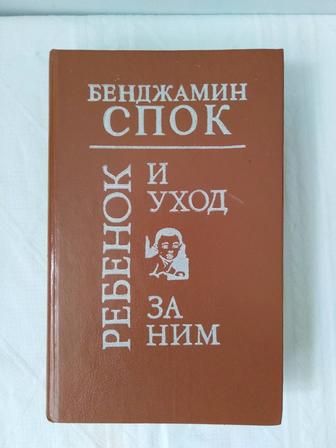 БЕНДЖАМИН
СПОК
РЕБЕНОК
И
УХОД
ЗА
НИМ